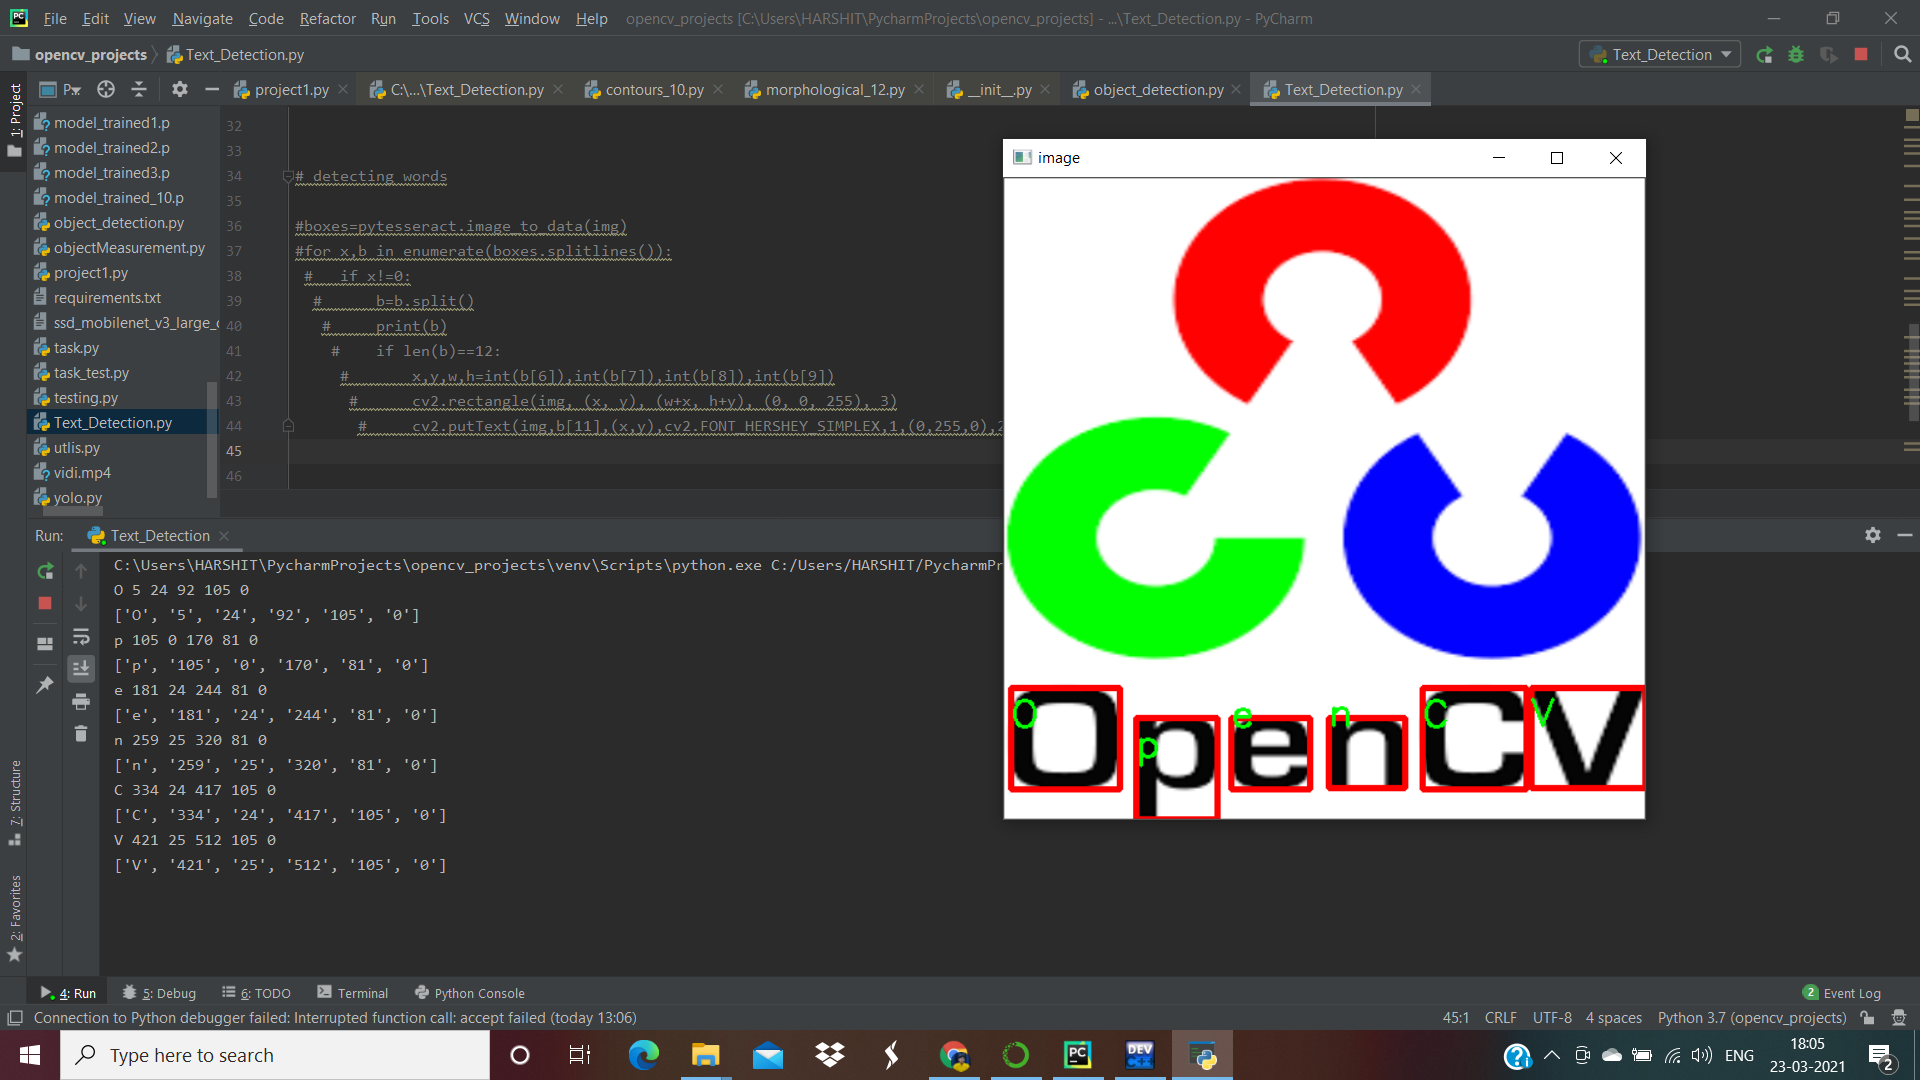 File Edit View Navigate Code Refactor Run Tools VCS Window Help opencv_projects [C:\Users\HARSHIT\PycharmProjects\opencv_projects] - ...\Text_Detection.py - PyCharm
opencv_projects Text_Detection.py Text_Detection
P... project1.py C:\...\Text_Detection.py contours_10.py morphological_12.py __init__.py object_detection.py Text_Detection.py
1: Project
model_trained1.p
model_trained2.p
model_trained3.p
model_trained_10.p
object_detection.py
objectMeasurement.py
project1.py
requirements.txt
ssd_mobilenet_v3_large_c
task.py
task_test.py
testing.py
Text_Detection.py
utlis.py
vidi.mp4
yolo.py
32
33
34 # detecting words
35
36 #boxes=pytesseract.image_to_data(img)
37 #for x,b in enumerate(boxes.splitlines()):
38 # if x!=0:
39 # b=b.split()
40 # print(b)
41 # if len(b)==12:
42 # x,y,w,h=int(b[6]),int(b[7]),int(b[8]),int(b[9])
43 # cv2.rectangle(img, (x, y), (w+x, h+y), (0, 0, 255), 3)
44 # cv2.putText(img,b[11],(x,y),cv2.FONT_HERSHEY_SIMPLEX,1,(0,255,0),2
45
46
image
O p e n C V
OpenCV
Run: Text_Detection
C:\Users\HARSHIT\PycharmProjects\opencv_projects\venv\Scripts\python.exe C:/Users/HARSHIT/PycharmPr
O 5 24 92 105 0
['O', '5', '24', '92', '105', '0']
p 105 0 170 81 0
['p', '105', '0', '170', '81', '0']
e 181 24 244 81 0
['e', '181', '24', '244', '81', '0']
n 259 25 320 81 0
['n', '259', '25', '320', '81', '0']
C 334 24 417 105 0
['C', '334', '24', '417', '105', '0']
V 421 25 512 105 0
['V', '421', '25', '512', '105', '0']
7: Structure
2: Favorites
4: Run 5: Debug 6: TODO Terminal Python Console 2 Event Log
Connection to Python debugger failed: Interrupted function call: accept failed (today 13:06) 45:1 CRLF UTF-8 4 spaces Python 3.7 (opencv_projects)
Type here to search PC DEV C++ ENG 18:05
23-03-2021 2